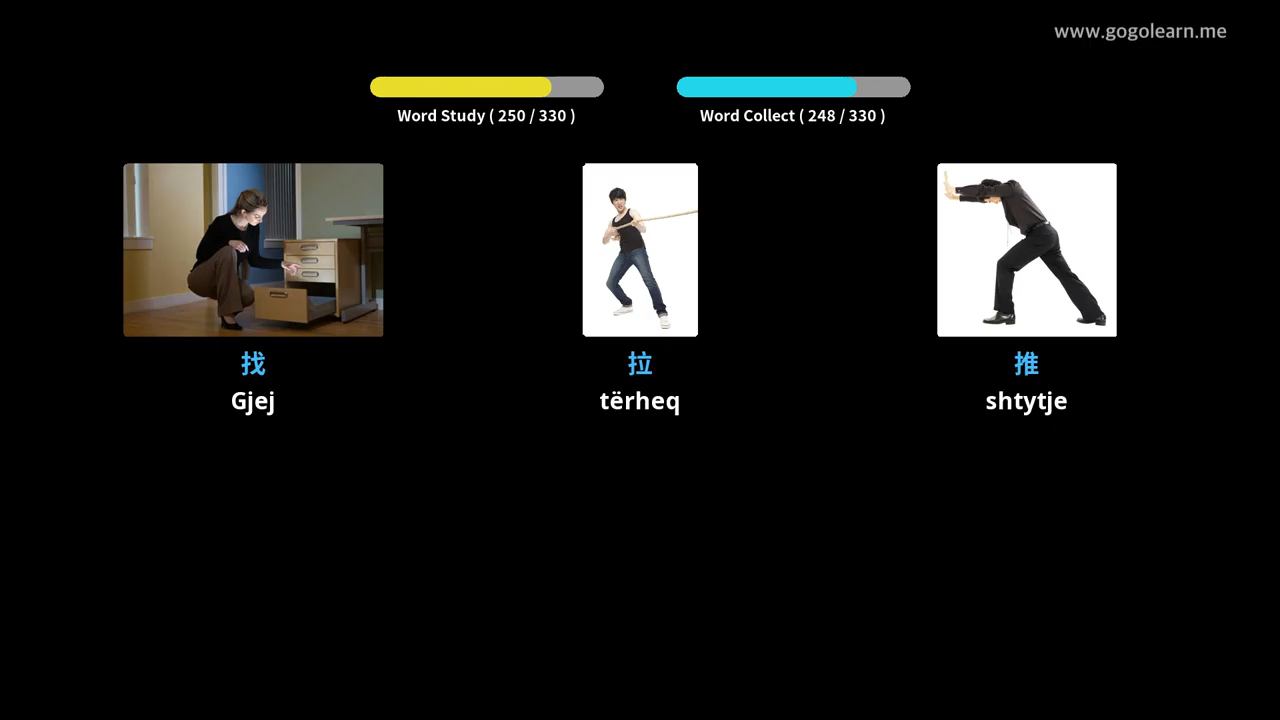 www.gogolearn.me
Word Study ( 250 / 330 )
Word Collect ( 248 / 330 )
找
拉
推
Gjej
tërheq
shtytje